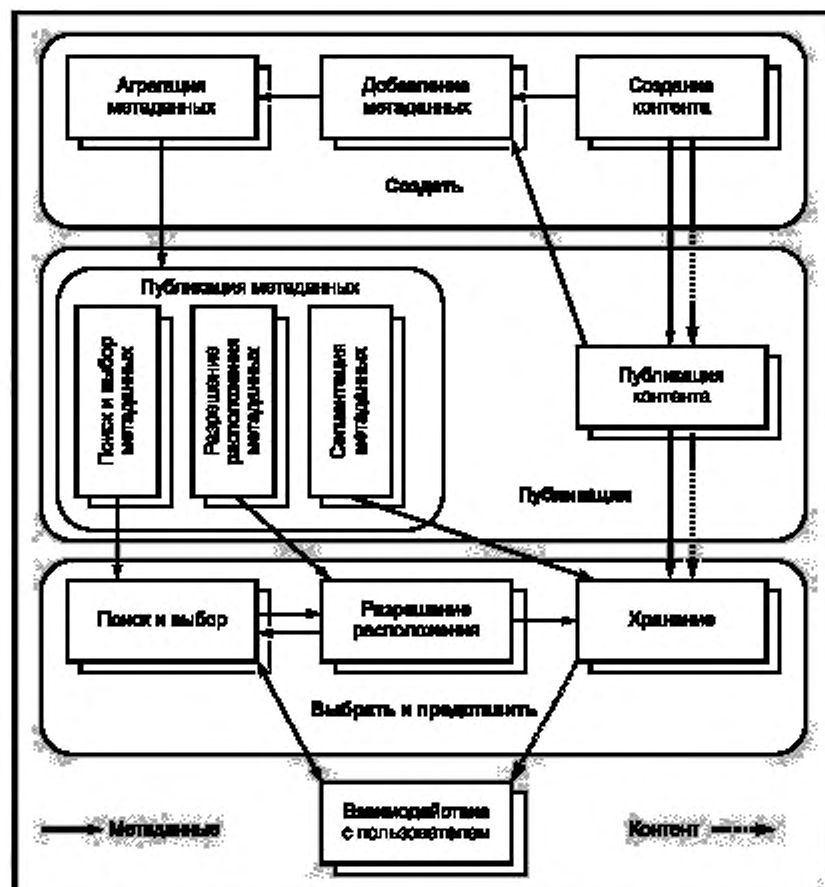 Агрегация
метаданных
Добавление
метаданных
Создание
контента
Создать
Публикация метаданных
Поиск и выбор
метаданных
Разрешение
расположения
метаданных
Сегментация
метаданных
Публикация
контента
Публикация
Поиск и выбор
Разрешение
расположения
Хранение
Выбрать и предоставить
Взаимодействие
с пользователем
Метаданные
Контент